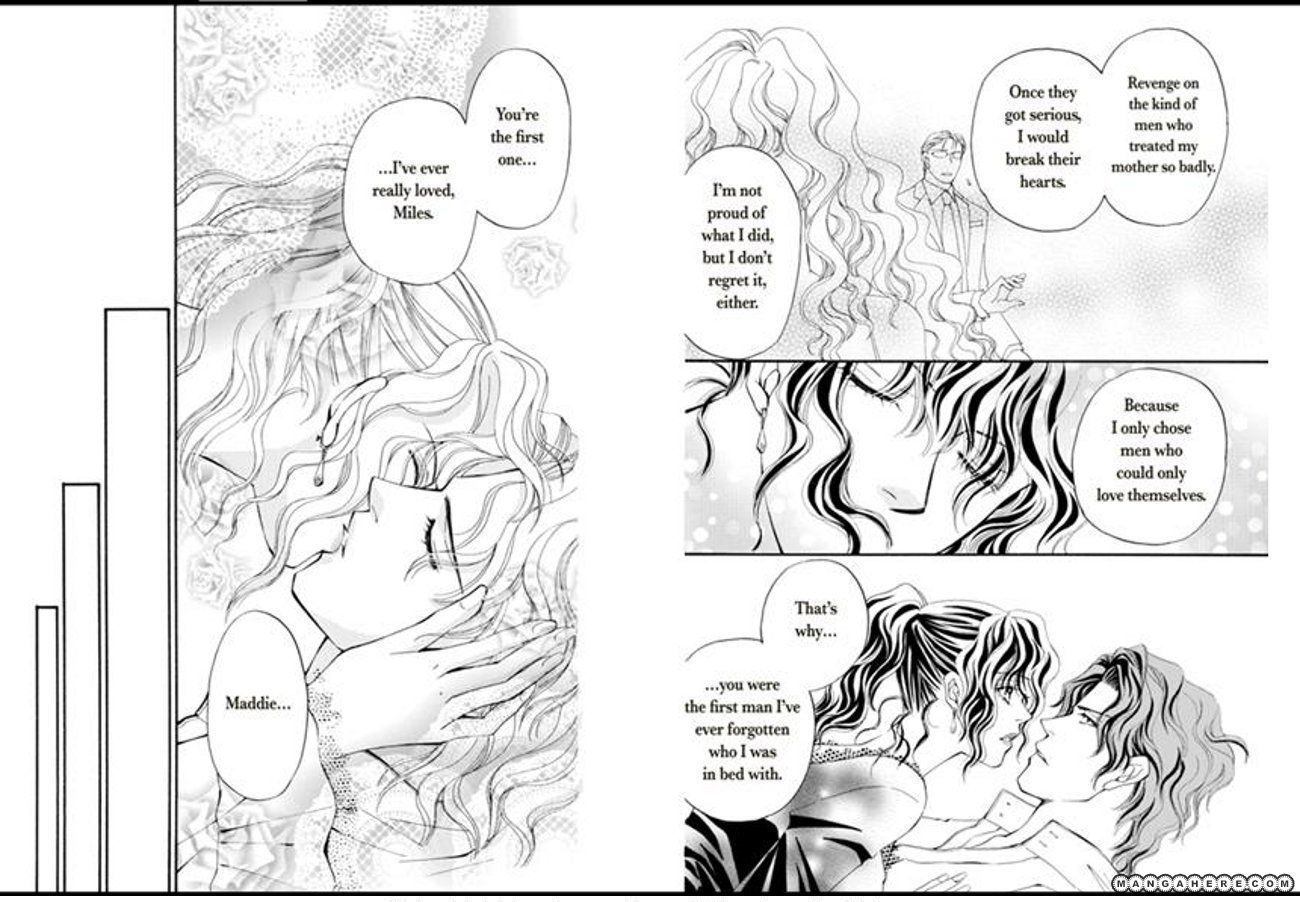 Revenge on
the kind of
men who
treated my
mother so badly.
Once they
got serious,
I would
break their
hearts.
I'm not
proud of
what I did,
but I don't
regret it,
either.
Because
I only chose
men who
could only
love themselves.
That's
why...
...you were
the first man I've
ever forgotten
who I was
in bed with.
You're
the first
one...
...I've ever
really loved,
Miles.
Maddie...
MANGAHERE.COM